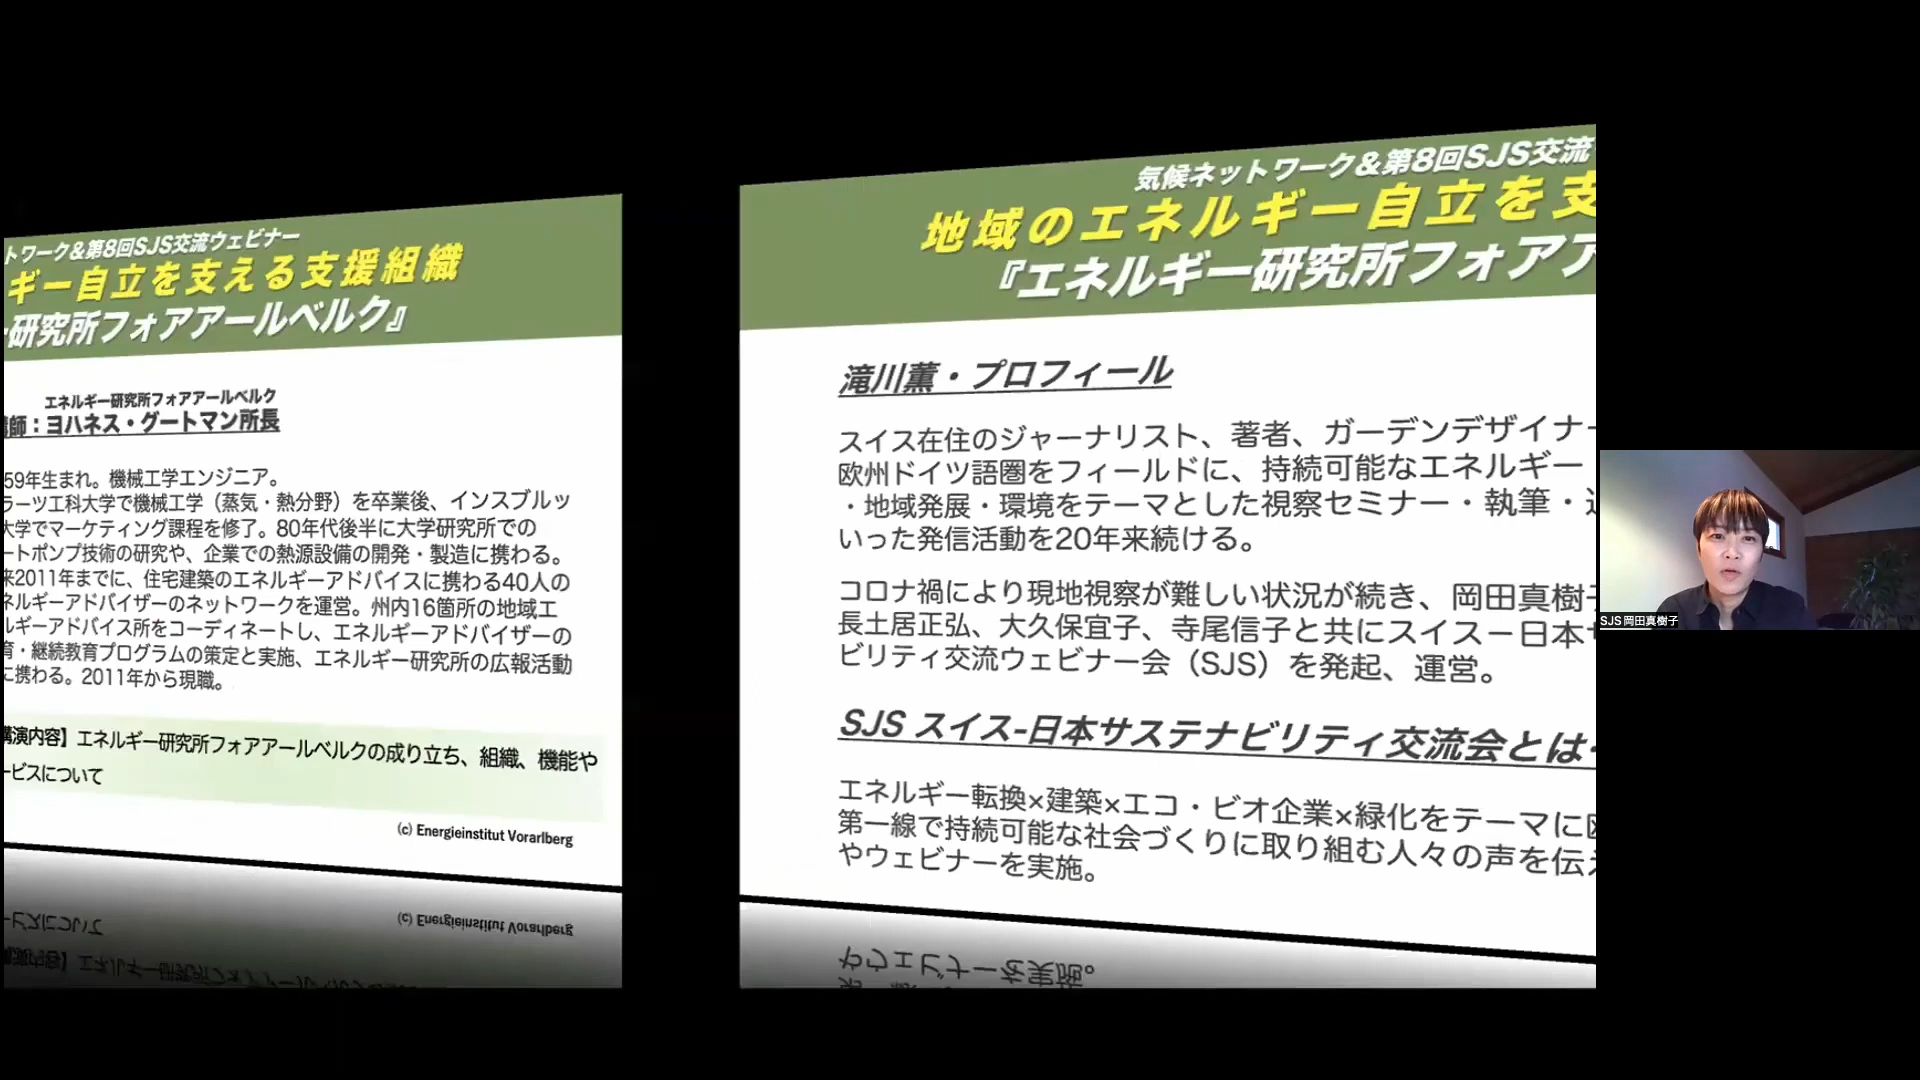 トワーク&第8回SJS交流ウェビナー
ギー自立を支える支援組織
研究所フォアアールベルク』
エネルギー研究所フォアアールベルク
師：ヨハネス・グートマン所長
59年生まれ。機械工学エンジニア。
ラーツ工科大学で機械工学（蒸気・熱分野）を卒業後、インスブルッ
大学でマーケティング課程を修了。80年代後半に大学研究所での
ートポンプ技術の研究や、企業での熱源設備の開発・製造に携わる。
来2011年までに、住宅建築のエネルギーアドバイスに携わる40人の
ネルギーアドバイザーのネットワークを運営。州内16箇所の地域エ
ルギーアドバイス所をコーディネートし、エネルギーアドバイザーの
育・継続教育プログラムの策定と実施、エネルギー研究所の広報活動
に携わる。2011年から現職。
講演内容】エネルギー研究所フォアアールベルクの成り立ち、組織、機能や
ービスについて
(c) Energieinstitut Vorarlberg
気候ネットワーク&第8回SJS交流
地域のエネルギー自立を支
『エネルギー研究所フォアア
滝川薫・プロフィール
スイス在住のジャーナリスト、著者、ガーデンデザイナー
欧州ドイツ語圏をフィールドに、持続可能なエネルギー
・地域発展・環境をテーマとした視察セミナー・執筆・
いった発信活動を20年来続ける。
コロナ禍により現地視察が難しい状況が続き、岡田真樹子
長土居正弘、大久保宜子、寺尾信子と共にスイスー日本サ
ビリティ交流ウェビナー会（SJS）を発起、運営。
SJS スイス-日本サステナビリティ交流会とは
エネルギー転換×建築×エコ・ビオ企業×緑化をテーマに
第一線で持続可能な社会づくりに取り組む人々の声を伝え
やウェビナーを実施。
SJS 岡田真樹子